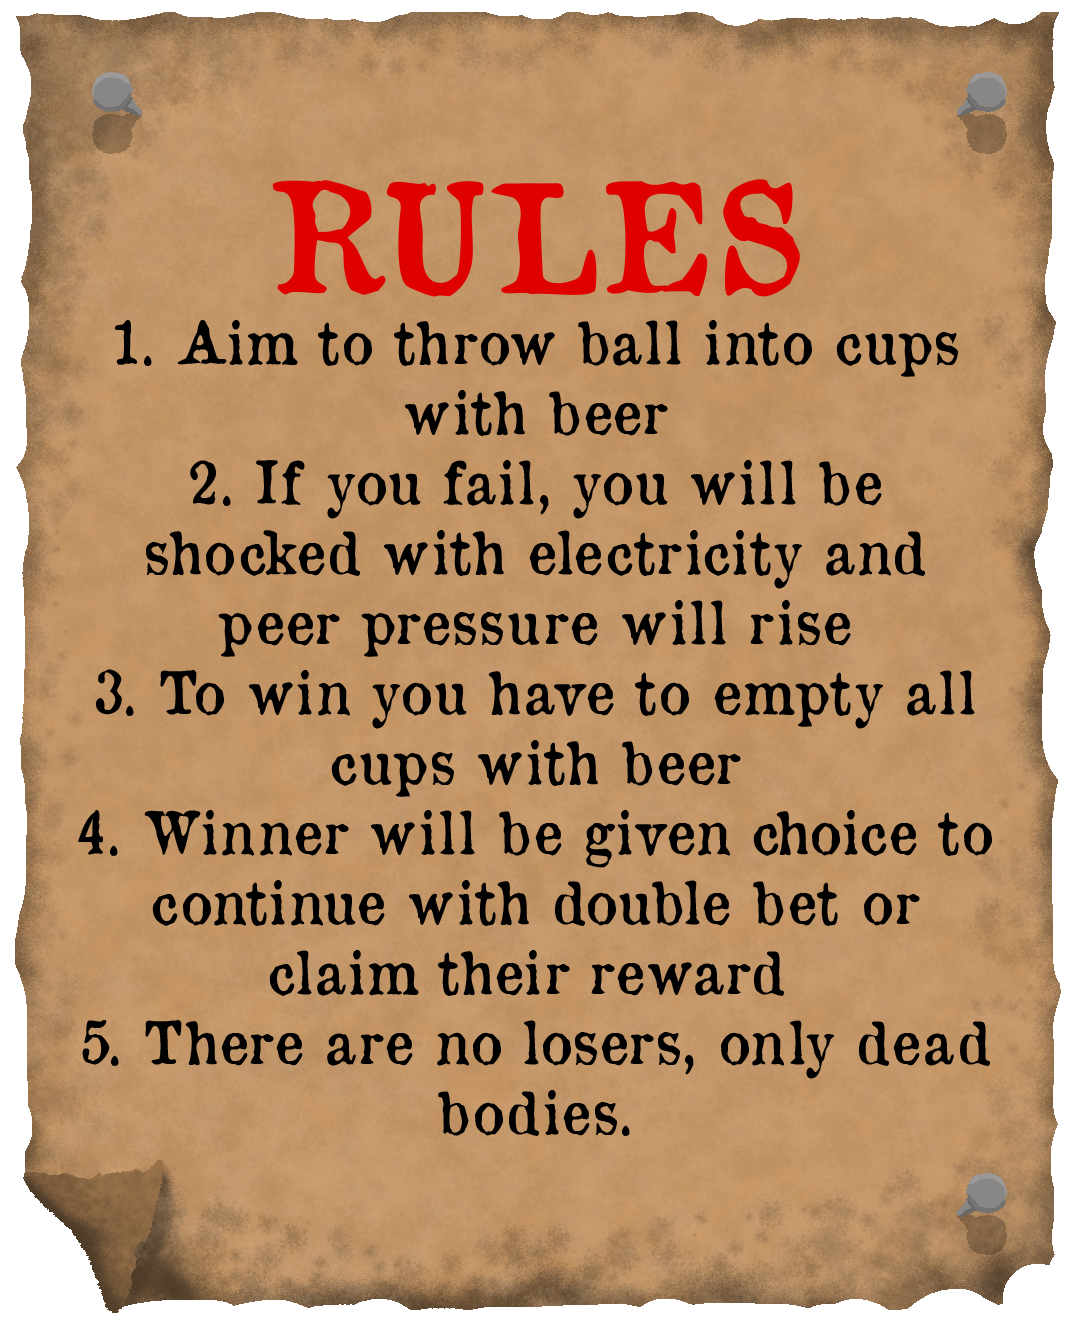 RULES
1. Aim to throw ball into cups
with beer
2. If you fail, you will be
shocked with electricity and
peer pressure will rise
3. To win you have to empty all
cups with beer
4. Winner will be given choice to
continue with double bet or
claim their reward
5. There are no losers, only dead
bodies.